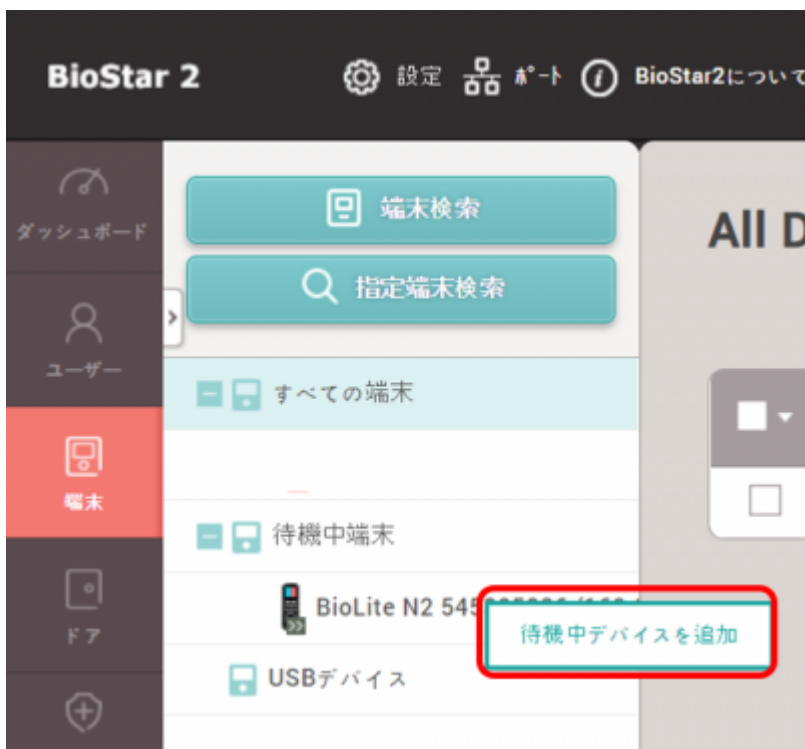 BioStar 2
設定
ポート
BioStar2について
ダッシュボード
ユーザー
端末
ドア
端末検索
指定端末検索
すべての端末
待機中端末
BioLite N2
待機中デバイスを追加
USBデバイス
All D